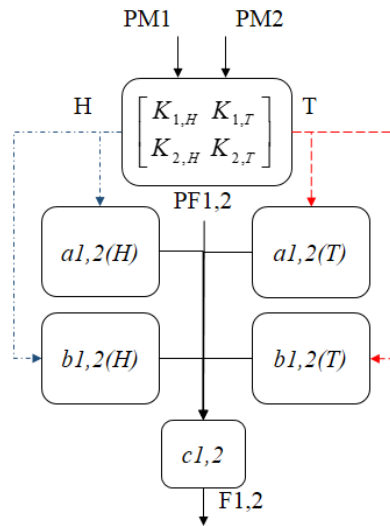 PM1 PM2
H T
K1,H K1,T
K2,H K2,T
PF1,2
a1,2(H) a1,2(T)
b1,2(H) b1,2(T)
c1,2
F1,2